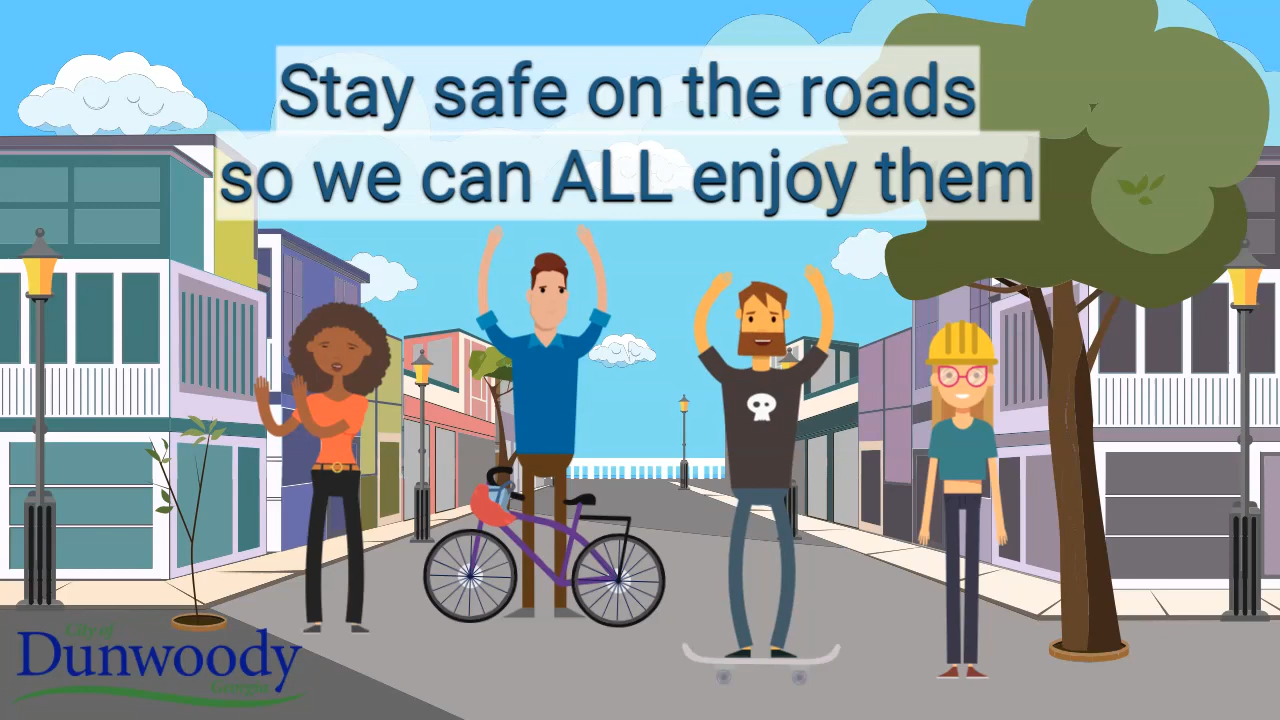 Stay safe on the roads
so we can ALL enjoy them
City of
Dunwoody
Georgia